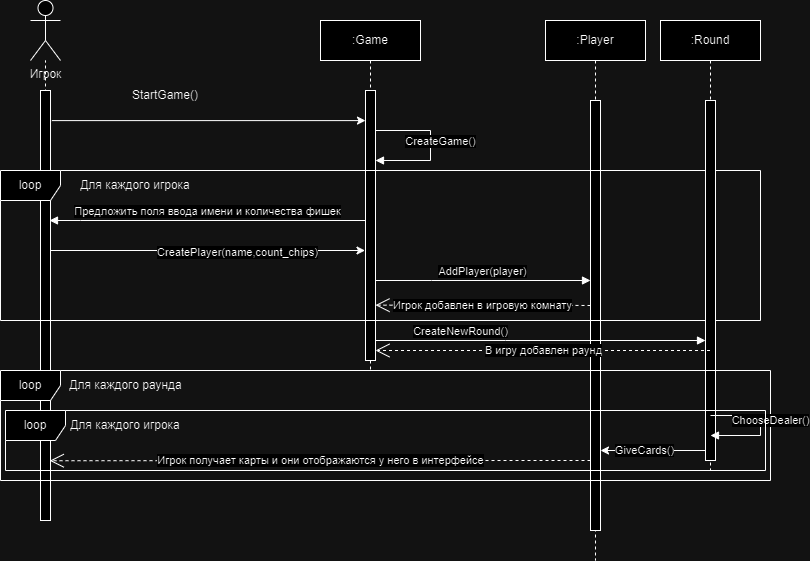 :Game
:Player
:Round
Игрок
StartGame()
CreateGame()
loop
Для каждого игрока
Предложить поля ввода имени и количества фишек
CreatePlayer(name,count_chips)
AddPlayer(player)
Игрок добавлен в игровую комнату
CreateNewRound()
В игру добавлен раунд
loop
Для каждого раунда
loop
Для каждого игрока
ChooseDealer()
GiveCards()
Игрок получает карты и они отображаются у него в интерфейсе